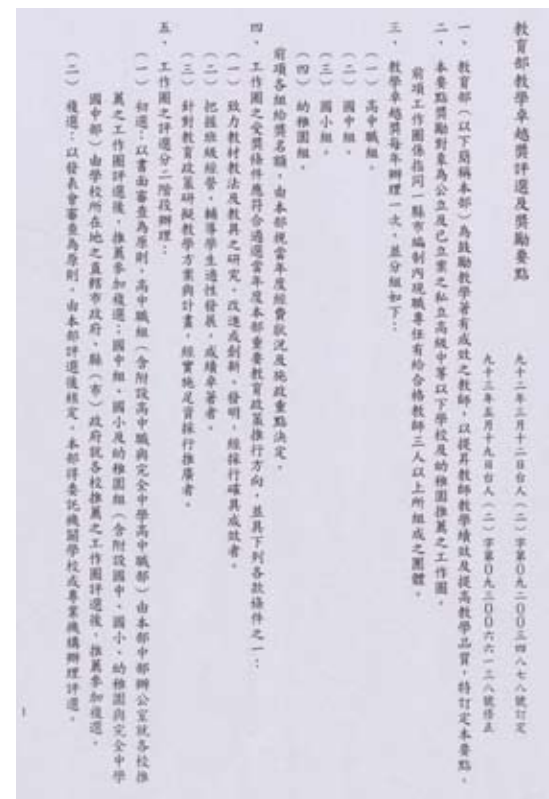 教育部教學卓越獎評選及獎勵要點
九十二年三月十二日台人（二）字第０九二００三四八七八號訂定
九十三年五月十九日台人（二）字第０九三００六六一三八號修正
一、教育部（以下簡稱本部）為鼓勵教學著有成效之教師，以提昇教師教學績效及提高教學品質，特訂定本要點。
二、本要點獎勵對象為公立及已立案之私立高級中等以下學校及幼稚園推薦之工作團。
前項工作團係指同一縣市編制內現職專任有給合格教師三人以上所組成之團體。
三、教學卓越獎每年辦理一次，並分組如下：
（一）高中職組。
（二）國中組。
（三）國小組。
（四）幼稚園組。
前項各組給獎名額，由本部視當年度經費狀況及施政重點決定。
四、工作團之受獎條件應符合遴選當年度本部重要教育政策推行方向，並具下列各款條件之一：
（一）致力教材教法及教具之研究、改進或創新、發明，經採行確具成效者。
（二）把握班級經營，輔導學生適性發展，成績卓著者。
（三）針對教育政策研擬教學方案與計畫，經實施足資採行推廣者。
五、工作團之評選分二階段辦理：
（一）初選：以書面審查為原則，高中職組（含附設高中職與完全中學高中職部）由本部中部辦公室就各校推
薦之工作團評選後，推薦參加複選；國中組、國小及幼稚園組（含附設國中、國小、幼稚園與完全中學
國中部）由學校所在地之直轄市政府、縣（市）政府就各校推薦之工作團評選後，推薦參加複選。
（二）複選：以發表會審查為原則，由本部評選後核定。本部得委託機關學校或專業機構辦理評選。
1